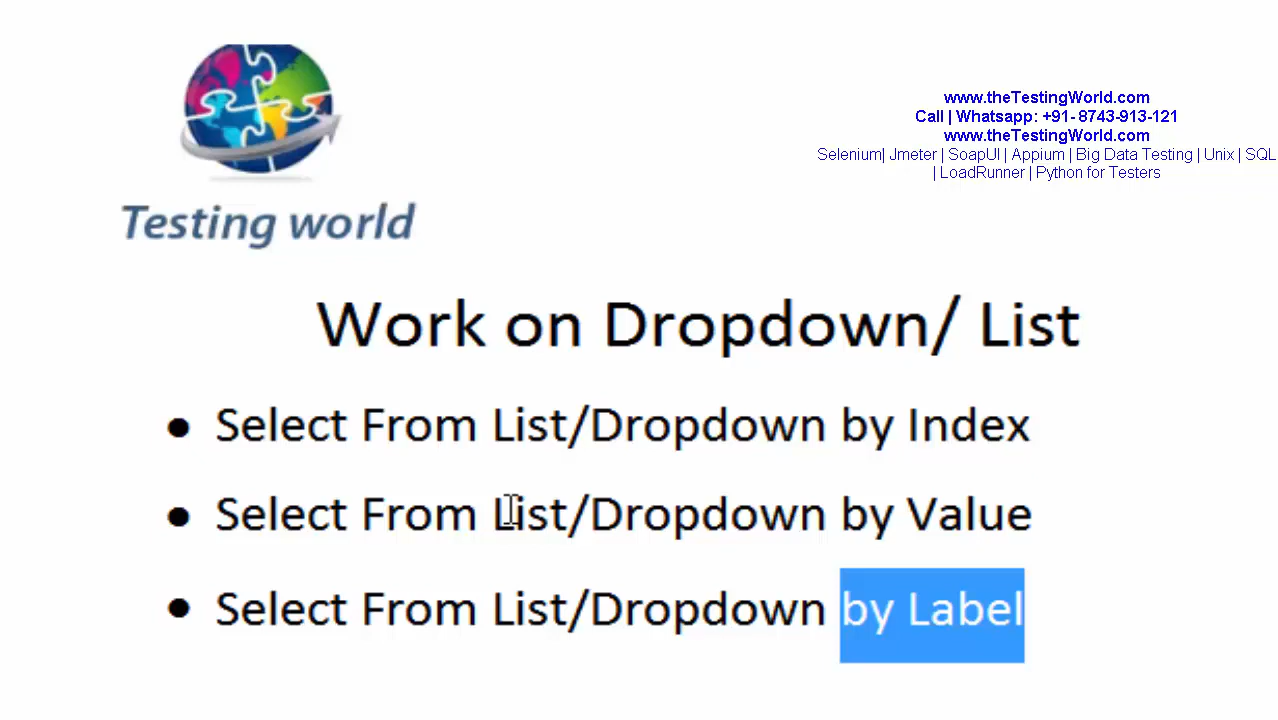 Testing world
www.theTestingWorld.com
Call | Whatsapp: +91- 8743-913-121
www.theTestingWorld.com
Selenium| Jmeter | SoapUI | Appium | Big Data Testing | Unix | SQL
| LoadRunner | Python for Testers
Work on Dropdown/ List
• Select From List/Dropdown by Index
• Select From List/Dropdown by Value
• Select From List/Dropdown by Label